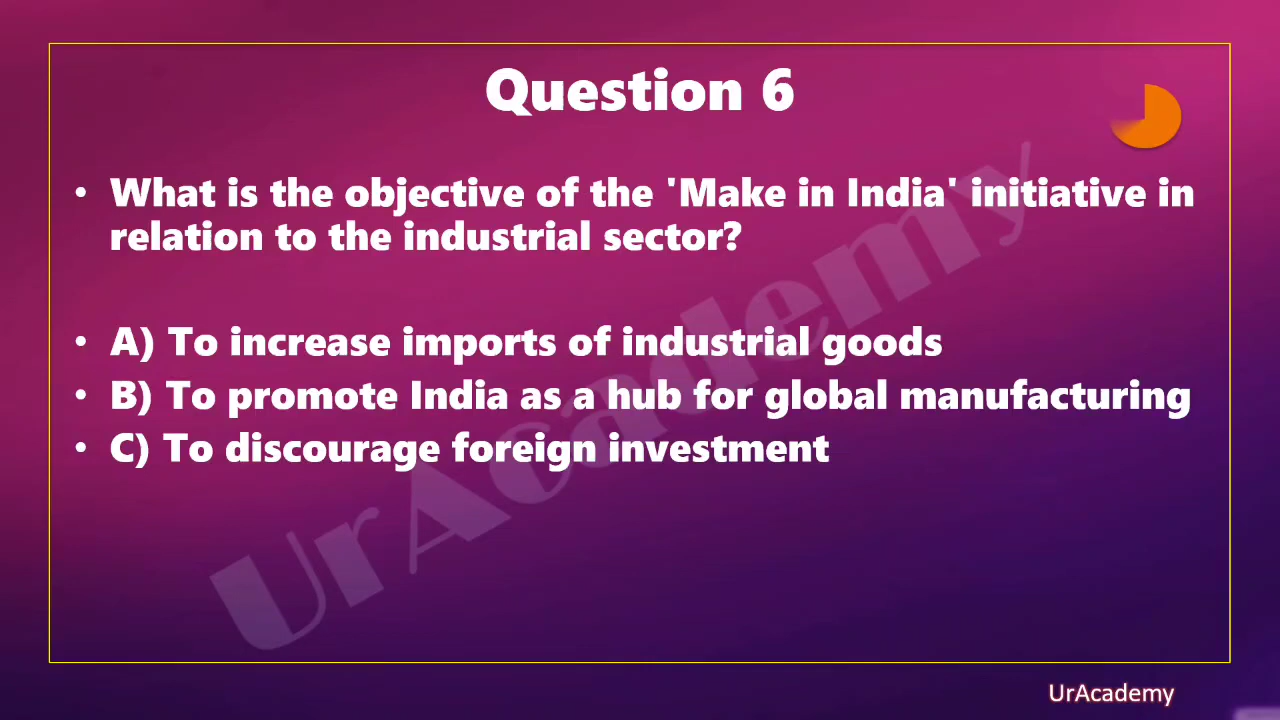 Question 6
• What is the objective of the 'Make in India' initiative in
relation to the industrial sector?
• A) To increase imports of industrial goods
• B) To promote India as a hub for global manufacturing
• C) To discourage foreign investment
UrAcademy
UrAcademy